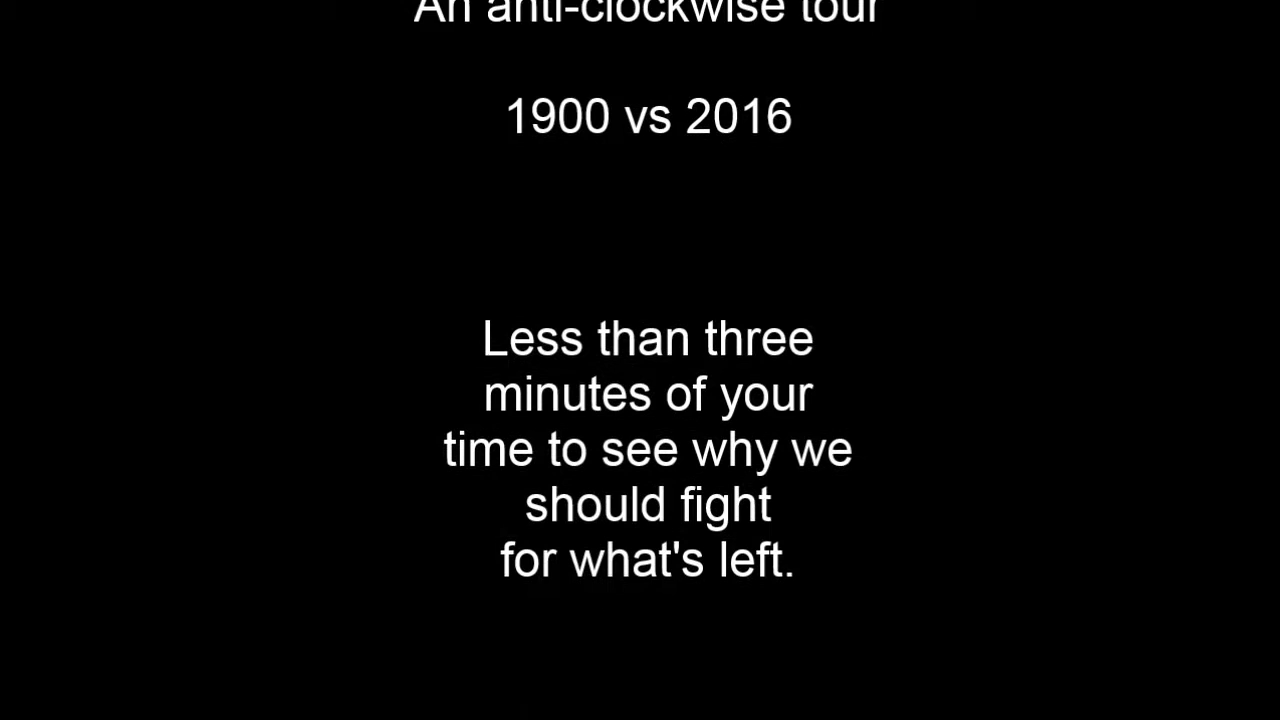 An anti-clockwise tour
1900 vs 2016
Less than three
minutes of your
time to see why we
should fight
for what's left.